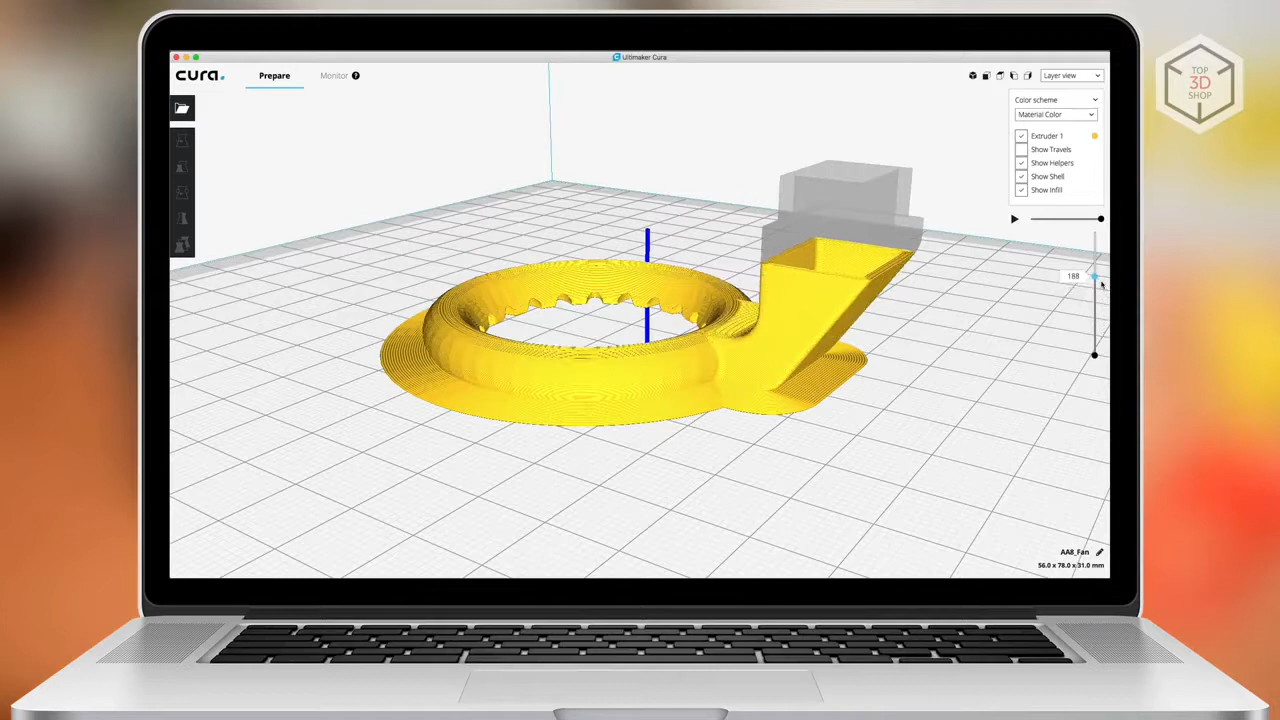 Ultimaker Cura
cura.
Prepare
Monitor ?
Layer view
TOP
3D
SHOP
Color scheme
Material Color
Extruder 1
Show Travels
Show Helpers
Show Shell
Show Infill
188
AA8_Fan
56.0 x 78.0 x 31.0 mm